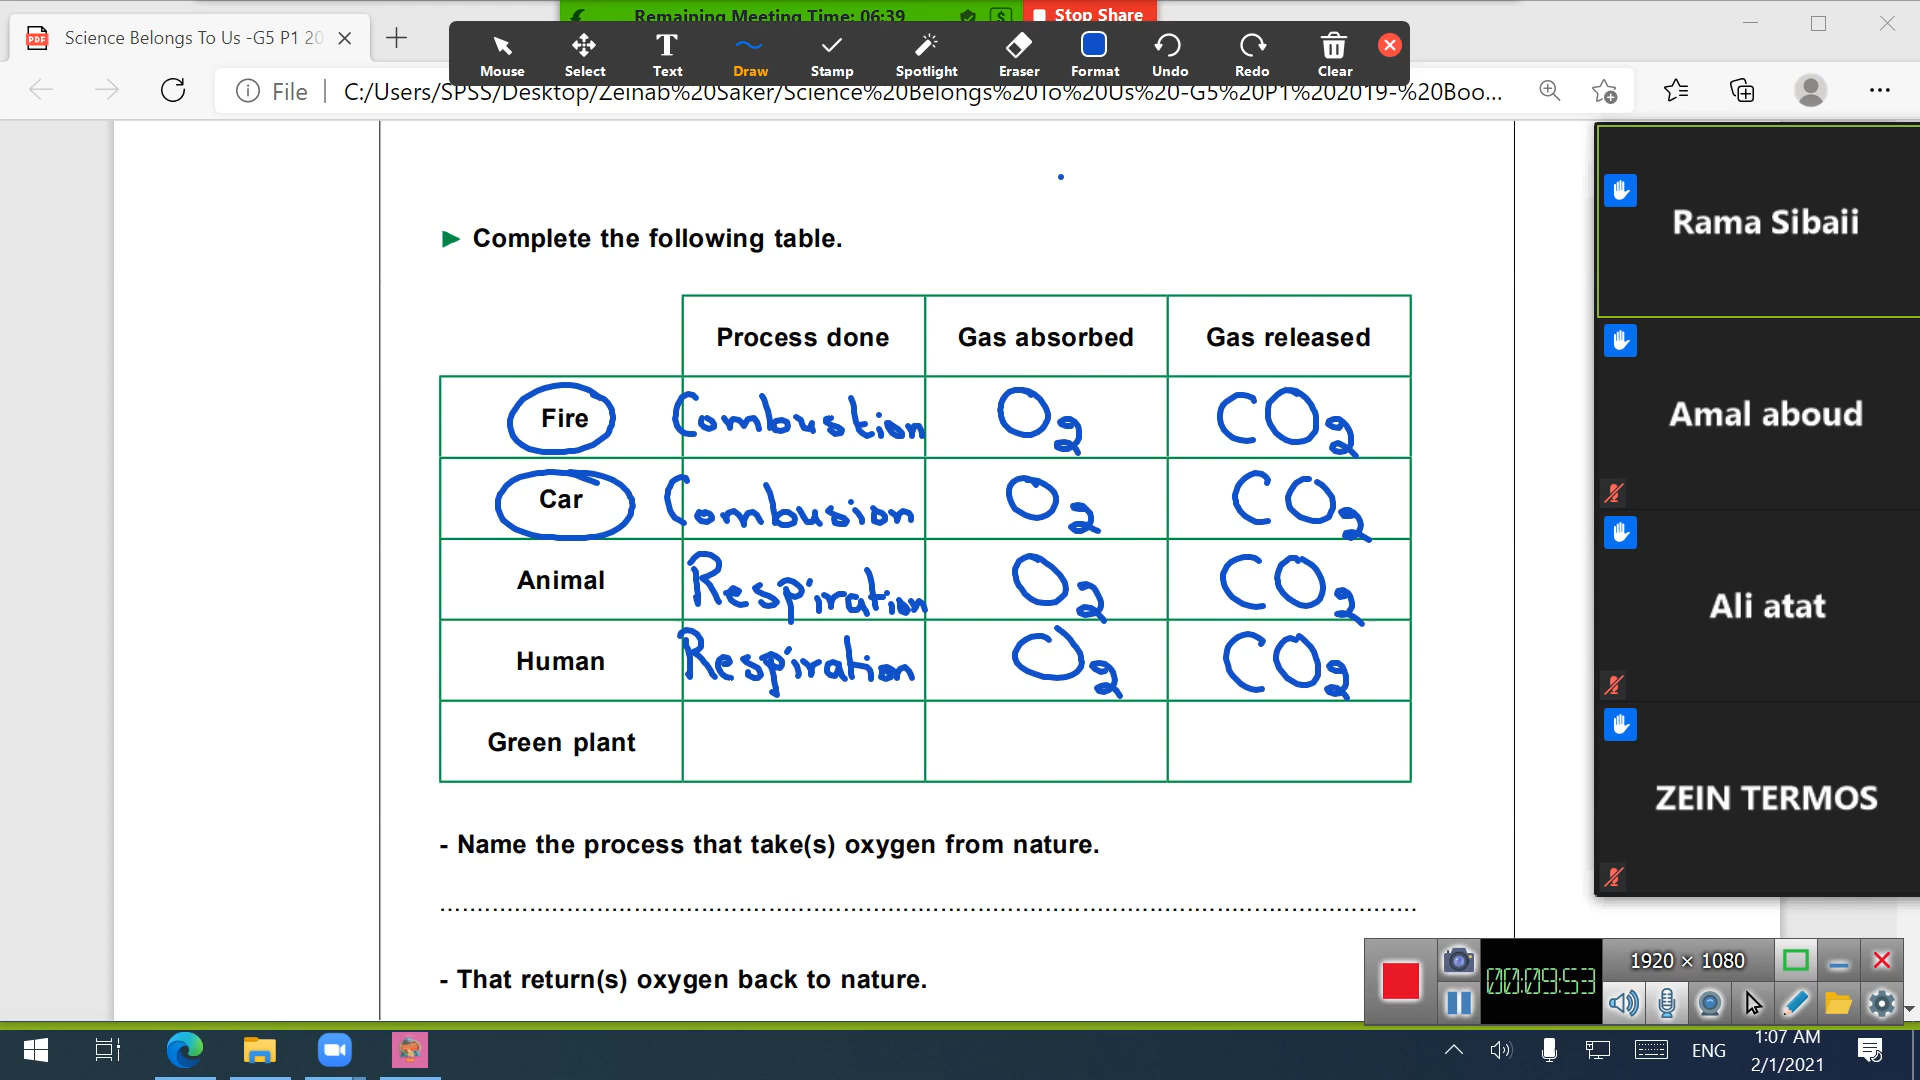 Remaining Meeting Time: 06:39
Stop Share
Science Belongs To Us -G5 P1 20
Mouse Select Text Draw Stamp Spotlight Eraser Format Undo Redo Clear
File C:/Users/SPSS/Desktop/Zeinab%20Saker/Science%20Belongs%20To%20Us%20-G5%20P1%202019-%20Boo...
Complete the following table.
Process done Gas absorbed Gas released
Fire Combustion O2 CO2
Car Combusion O2 CO2
Animal Respiration O2 CO2
Human Respiration O2 CO2
Green plant
- Name the process that take(s) oxygen from nature.
- That return(s) oxygen back to nature.
Rama Sibaii
Amal aboud
Ali atat
ZEIN TERMOS
1920 × 1080
00:09:53
ENG
1:07 AM
2/1/2021